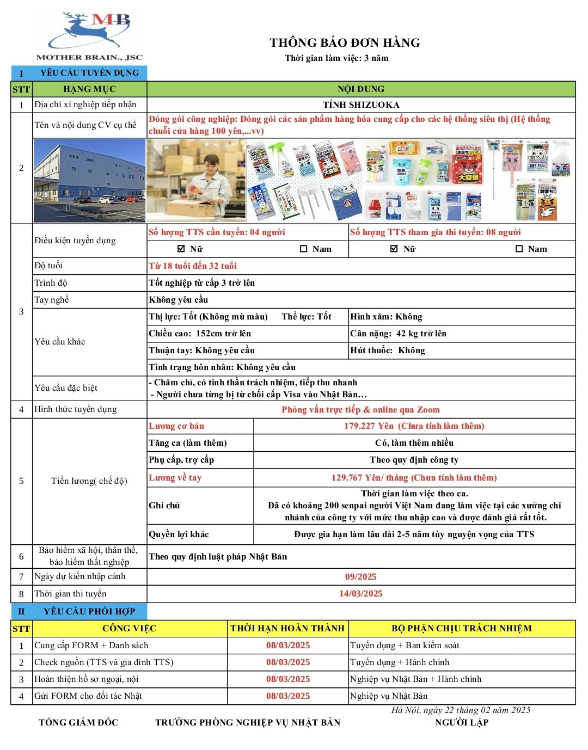 MB
MOTHER BRAIN., JSC
THÔNG BÁO ĐƠN HÀNG
Thời gian làm việc: 3 năm
I YÊU CẦU TUYỂN DỤNG
STT HẠNG MỤC NỘI DUNG
1 Địa chỉ xí nghiệp tiếp nhận TỈNH SHIZUOKA
2 Tên và nội dung CV cụ thể Đóng gói công nghiệp: Đóng gói các sản phẩm hàng hóa cung cấp cho các hệ thống siêu thị (Hệ thống
chuỗi cửa hàng 100 yên,...vv)
3 Điều kiện tuyển dụng Số lượng TTS cần tuyển: 04 người Số lượng TTS tham gia thi tuyển: 08 người
☑ Nữ ☐ Nam ☑ Nữ ☐ Nam
Độ tuổi Từ 18 tuổi đến 32 tuổi
Trình độ Tốt nghiệp từ cấp 3 trở lên
Tay nghề Không yêu cầu
Yêu cầu khác Thị lực: Tốt (Không mù màu) Thể lực: Tốt Hình xăm: Không
Chiều cao: 152cm trở lên Cân nặng: 42 kg trở lên
Thuận tay: Không yêu cầu Hút thuốc: Không
Tình trạng hôn nhân: Không yêu cầu
Yêu cầu đặc biệt - Chăm chỉ, có tinh thần trách nhiệm, tiếp thu nhanh
- Người chưa từng bị từ chối cấp Visa vào Nhật Bản...
4 Hình thức tuyển dụng Phỏng vấn trực tiếp & online qua Zoom
5 Tiền lương( chế độ) Lương cơ bản 179.227 Yên (Chưa tính làm thêm)
Tăng ca (làm thêm) Có, làm thêm nhiều
Phụ cấp, trợ cấp Theo quy định công ty
Lương về tay 129.767 Yên/ tháng (Chưa tính làm thêm)
Ghi chú Thời gian làm việc theo ca.
Đã có khoảng 200 senpai người Việt Nam đang làm việc tại các xưởng chi
nhánh của công ty với mức thu nhập cao và được đánh giá rất tốt.
Quyền lợi khác Được gia hạn làm lâu dài 2-5 năm tùy nguyện vọng của TTS
6 Bảo hiểm xã hội, thân thể,
bảo hiểm thất nghiệp Theo quy định luật pháp Nhật Bản
7 Ngày dự kiến nhập cảnh 09/2025
8 Thời gian thi tuyển 14/03/2025
II YÊU CẦU PHỐI HỢP
STT CÔNG VIỆC THỜI HẠN HOÀN THÀNH BỘ PHẬN CHỊU TRÁCH NHIỆM
1 Cung cấp FORM + Danh sách 08/03/2025 Tuyển dụng + Ban kiểm soát
2 Check nguồn (TTS và gia đình TTS) 08/03/2025 Tuyển dụng + Hành chính
3 Hoàn thiện hồ sơ ngoại, nội 08/03/2025 Nghiệp vụ Nhật Bản + Hành chính
4 Gửi FORM cho đối tác Nhật 08/03/2025 Nghiệp vụ Nhật Bản
Hà Nội, ngày 22 tháng 02 năm 2025
TỔNG GIÁM ĐỐC TRƯỞNG PHÒNG NGHIỆP VỤ NHẬT BẢN NGƯỜI LẬP